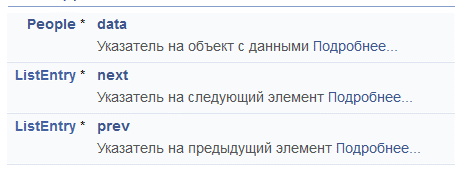 People * data
Указатель на объект с данными Подробнее...
ListEntry * next
Указатель на следующий элемент Подробнее...
ListEntry * prev
Указатель на предыдущий элемент Подробнее...